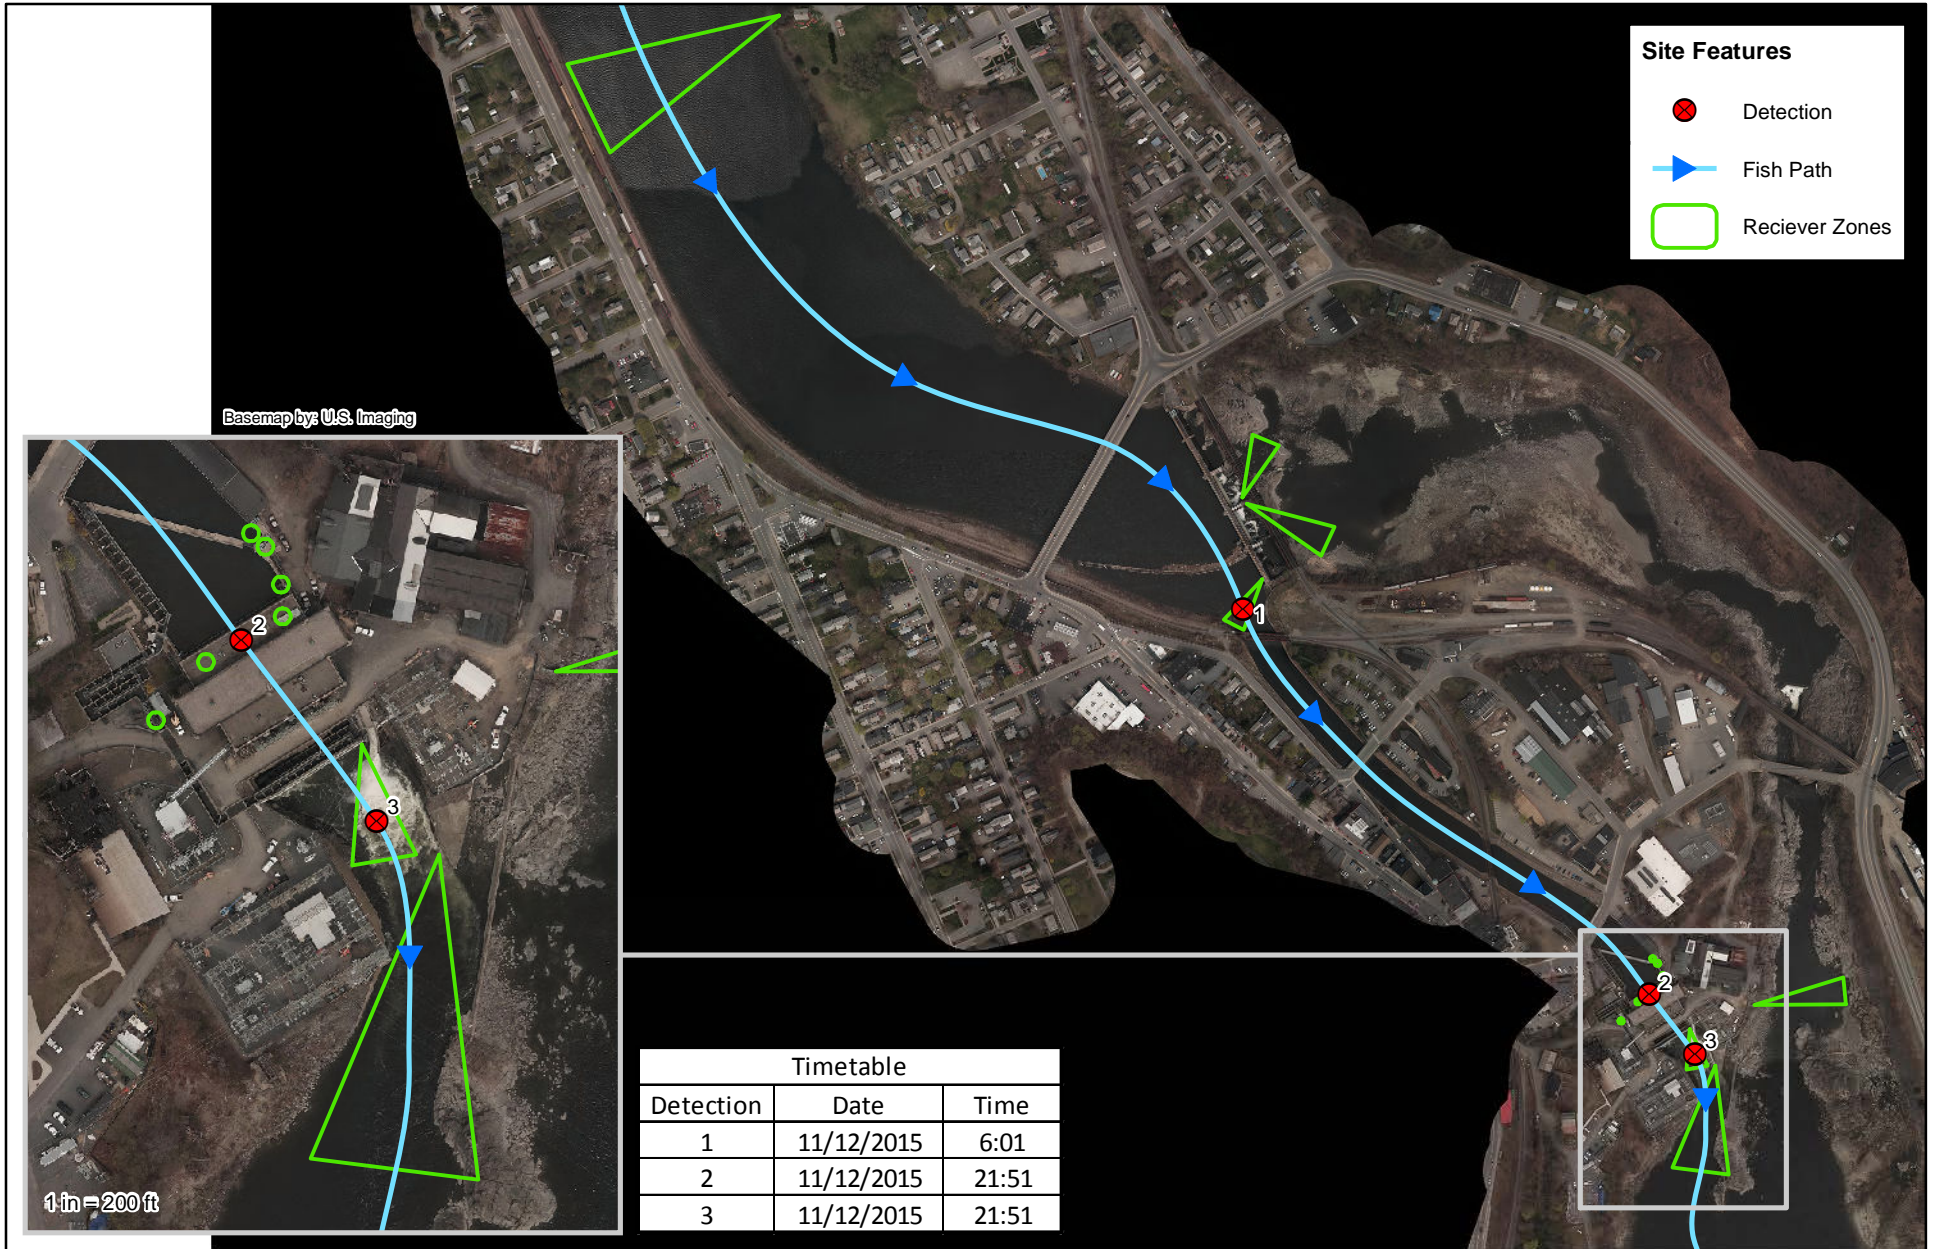 Site Features
Detection
Fish Path
Reciever Zones
Basemap by: U.S. Imaging
1
2
3
2
3
1 in = 200 ft
Timetable
Detection Date Time
1 11/12/2015 6:01
2 11/12/2015 21:51
3 11/12/2015 21:51